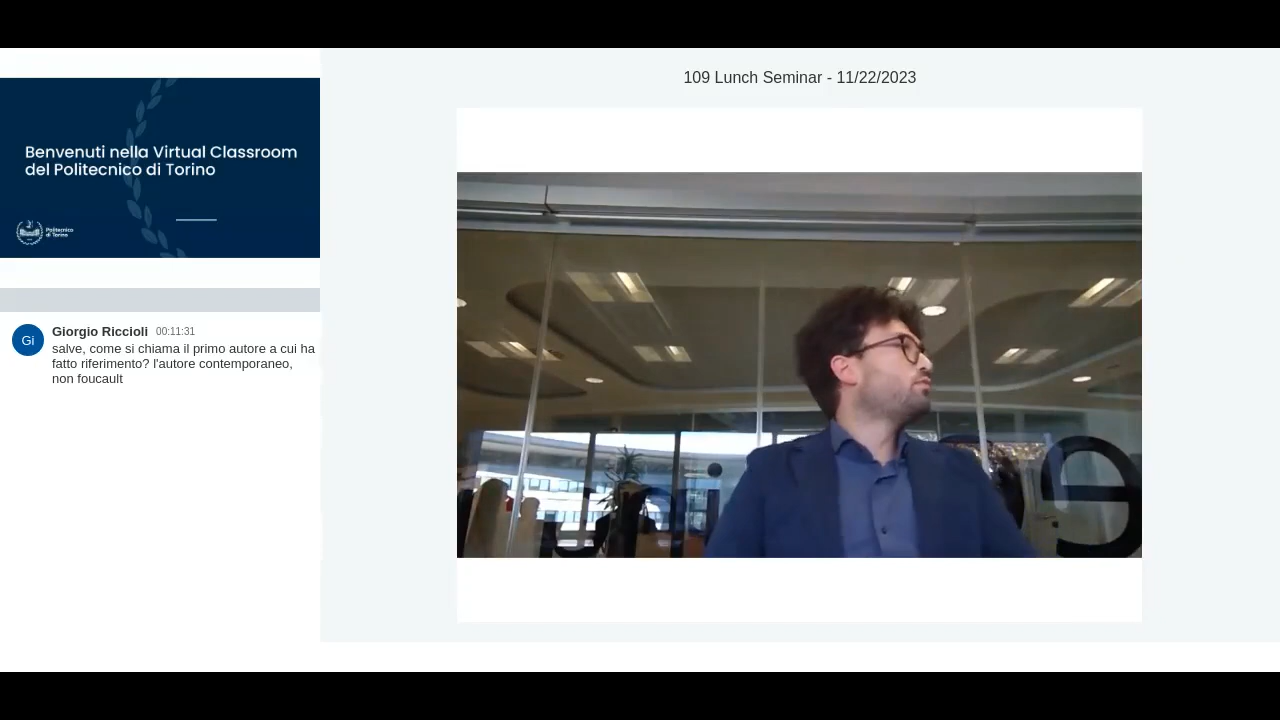 109 Lunch Seminar - 11/22/2023
Benvenuti nella Virtual Classroom
del Politecnico di Torino
Politecnico
di Torino
Gi
Giorgio Riccioli 00:11:31
salve, come si chiama il primo autore a cui ha
fatto riferimento? l'autore contemporaneo,
non foucault